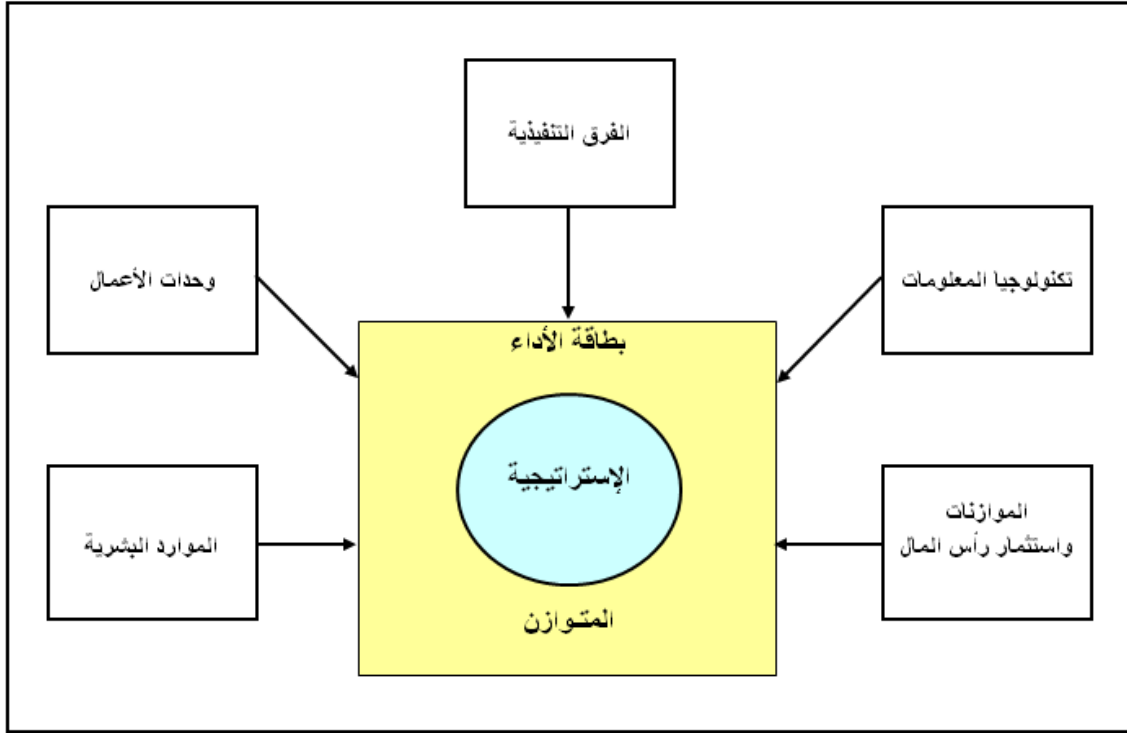 الفرق التنفيذية
تكنولوجيا المعلومات
وحدات الأعمال
بطاقة الأداء
الإستراتيجية
المتـوازن
الموازنات
واستثمار رأس المال
الموارد البشرية